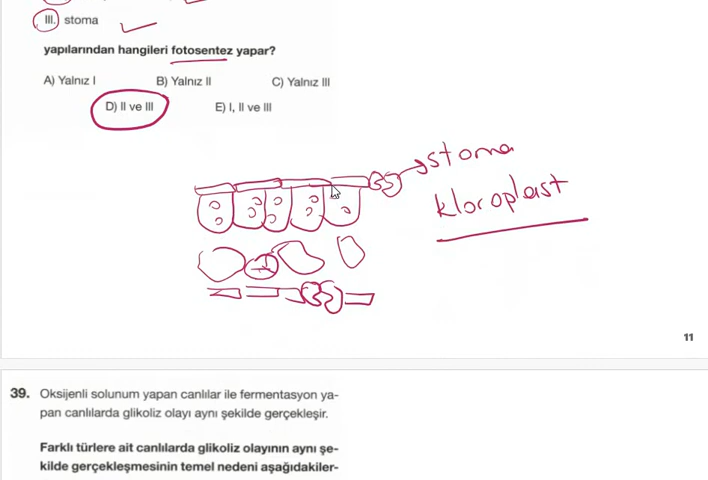 III. stoma
yapılarından hangileri fotosentez yapar?
A) Yalnız I B) Yalnız II C) Yalnız III
D) II ve III E) I, II ve III
stoma
kloroplast
11
39. Oksijenli solunum yapan canlılar ile fermentasyon ya-
pan canlılarda glikoliz olayı aynı şekilde gerçekleşir.
Farklı türlere ait canlılarda glikoliz olayının aynı şe-
kilde gerçekleşmesinin temel nedeni aşağıdakiler-